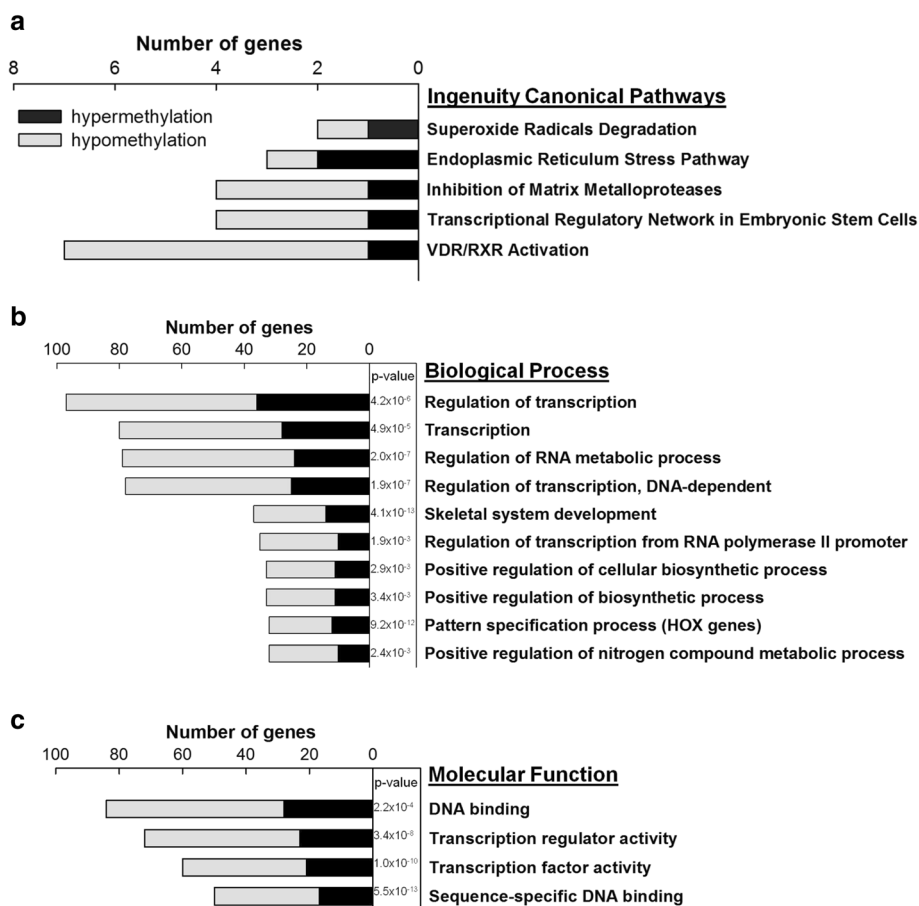 a
Number of genes
8 6 4 2 0
Ingenuity Canonical Pathways
hypermethylation
hypomethylation
Superoxide Radicals Degradation
Endoplasmic Reticulum Stress Pathway
Inhibition of Matrix Metalloproteases
Transcriptional Regulatory Network in Embryonic Stem Cells
VDR/RXR Activation
b
Number of genes
100 80 60 40 20 0
p-value
Biological Process
4.2x10⁻⁶ Regulation of transcription
4.9x10⁻⁵ Transcription
2.0x10⁻⁷ Regulation of RNA metabolic process
1.9x10⁻⁷ Regulation of transcription, DNA-dependent
4.1x10⁻¹³ Skeletal system development
1.9x10⁻³ Regulation of transcription from RNA polymerase II promoter
2.9x10⁻³ Positive regulation of cellular biosynthetic process
3.4x10⁻³ Positive regulation of biosynthetic process
9.2x10⁻¹² Pattern specification process (HOX genes)
2.4x10⁻³ Positive regulation of nitrogen compound metabolic process
c
Number of genes
100 80 60 40 20 0
p-value
Molecular Function
2.2x10⁻⁴ DNA binding
Transcription regulator activity
1.0x10⁻¹⁰ Transcription factor activity
5.5x10⁻¹³ Sequence-specific DNA binding